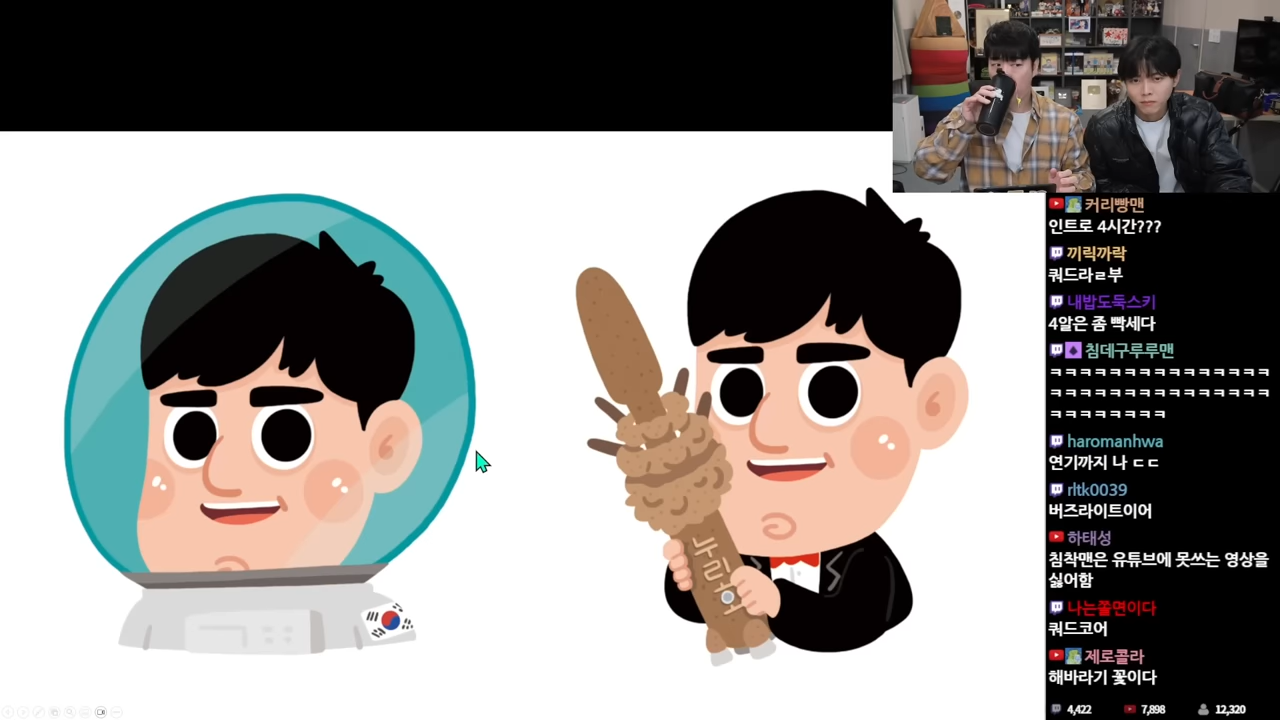 커리빵맨
인트로 4시간???
끼릭까락
쿼드라ㄹ부
내밥도둑스키
4알은 좀 빡세다
침데구루루맨
ㅋㅋㅋㅋㅋㅋㅋㅋㅋㅋㅋㅋㅋㅋㅋ
ㅋㅋㅋㅋㅋㅋㅋㅋㅋㅋㅋㅋㅋㅋㅋ
ㅋㅋㅋㅋㅋㅋㅋㅋ
haromanhwa
연기까지 나 ㄷㄷ
rltk0039
버즈라이트이어
하태성
침착맨은 유튜브에 못쓰는 영상을
싫어함
나는쫄면이다
쿼드코어
제로콜라
해바라기 꽃이다
4,422 7,898 12,320
누리호